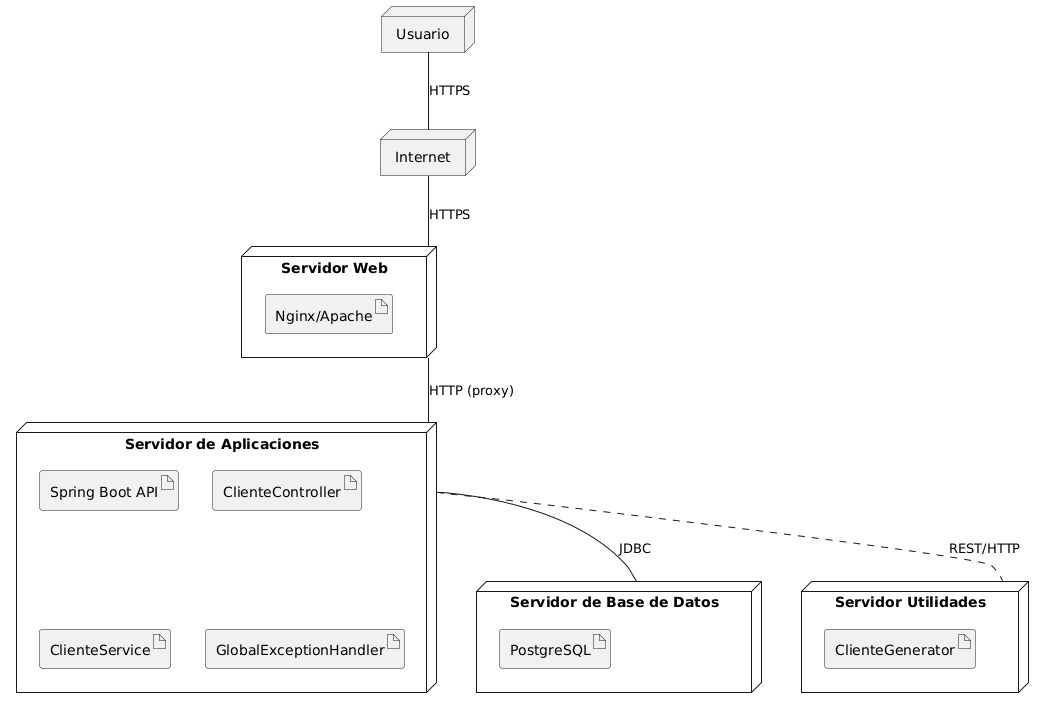 Usuario
HTTPS
Internet
HTTPS
Servidor Web
Nginx/Apache
HTTP (proxy)
Servidor de Aplicaciones
Spring Boot API
ClienteController
JDBC
REST/HTTP
Servidor de Base de Datos
Servidor Utilidades
ClienteService
GlobalExceptionHandler
PostgreSQL
ClienteGenerator